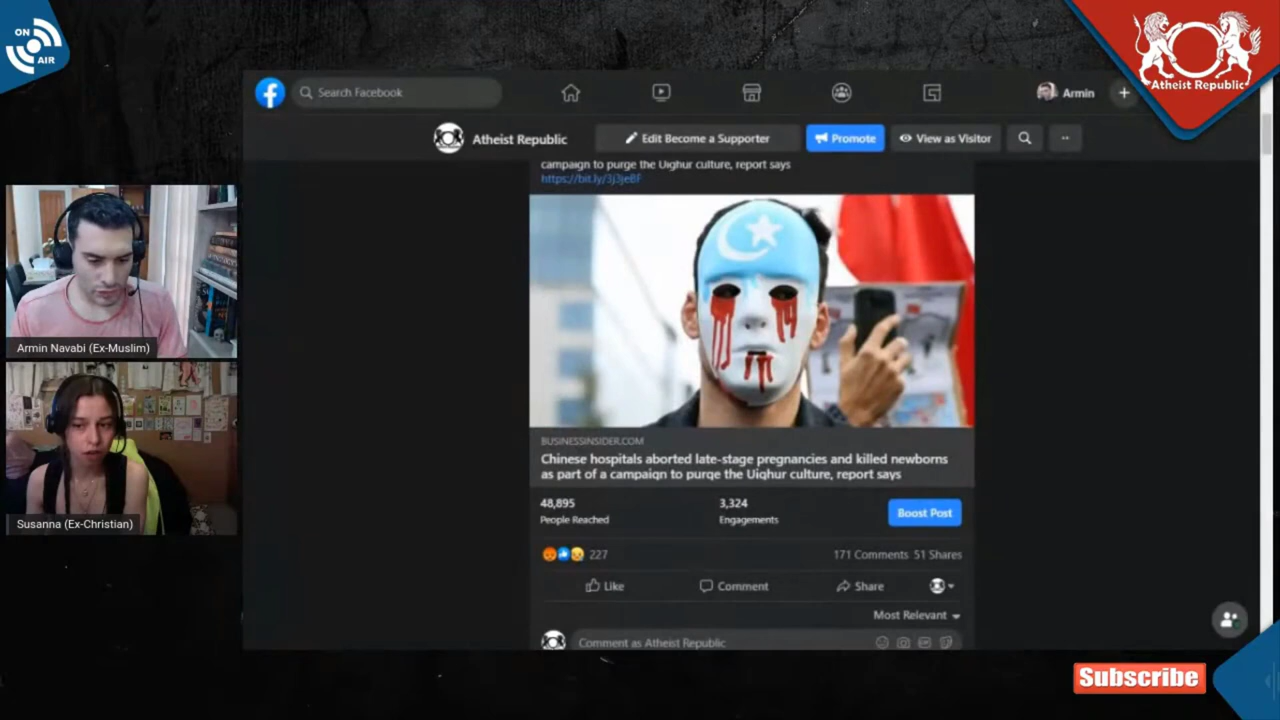 ON
AIR
Search Facebook
Armin
Atheist Republic
Atheist Republic
Edit Become a Supporter
Promote
View as Visitor
campaign to purge the Uighur culture, report says
https://bit.ly/3j3jeBF
Armin Navabi (Ex-Muslim)
Susanna (Ex-Christian)
BUSINESSINSIDER.COM
Chinese hospitals aborted late-stage pregnancies and killed newborns
as part of a campaign to purge the Uighur culture, report says
48,895
People Reached
3,324
Engagements
Boost Post
227
171 Comments 51 Shares
Like
Comment
Share
Most Relevant
Comment as Atheist Republic
Subscribe